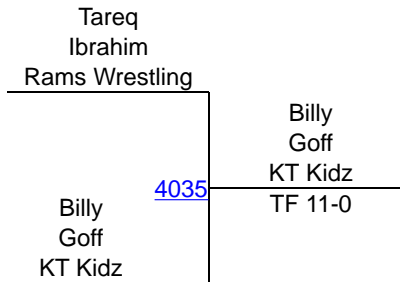 Tareq
Ibrahim
Rams Wrestling
Billy
Goff
KT Kidz
4035
TF 11-0
Billy
Goff
KT Kidz